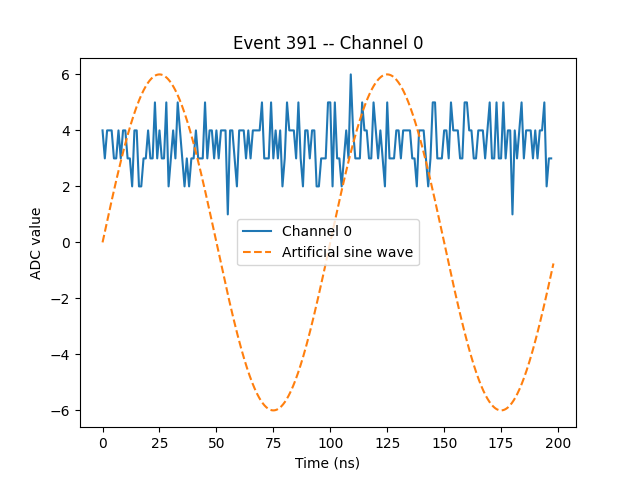 Event 391 -- Channel 0
ADC value
6
4
2
0
−2
−4
−6
Channel 0
Artificial sine wave
0 25 50 75 100 125 150 175 200
Time (ns)